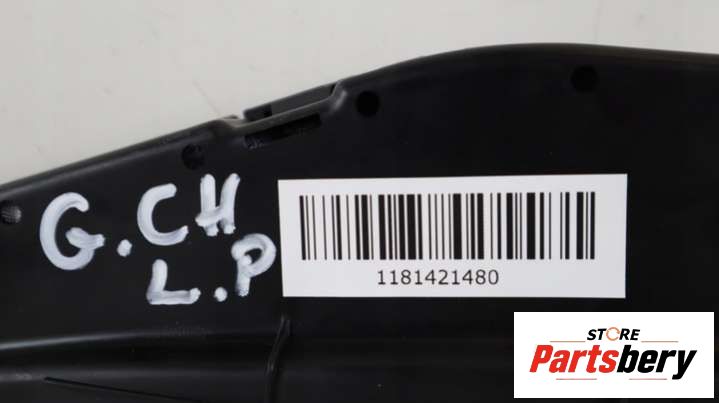 G.CH
L.P
1181421480
STORE
Partsbery